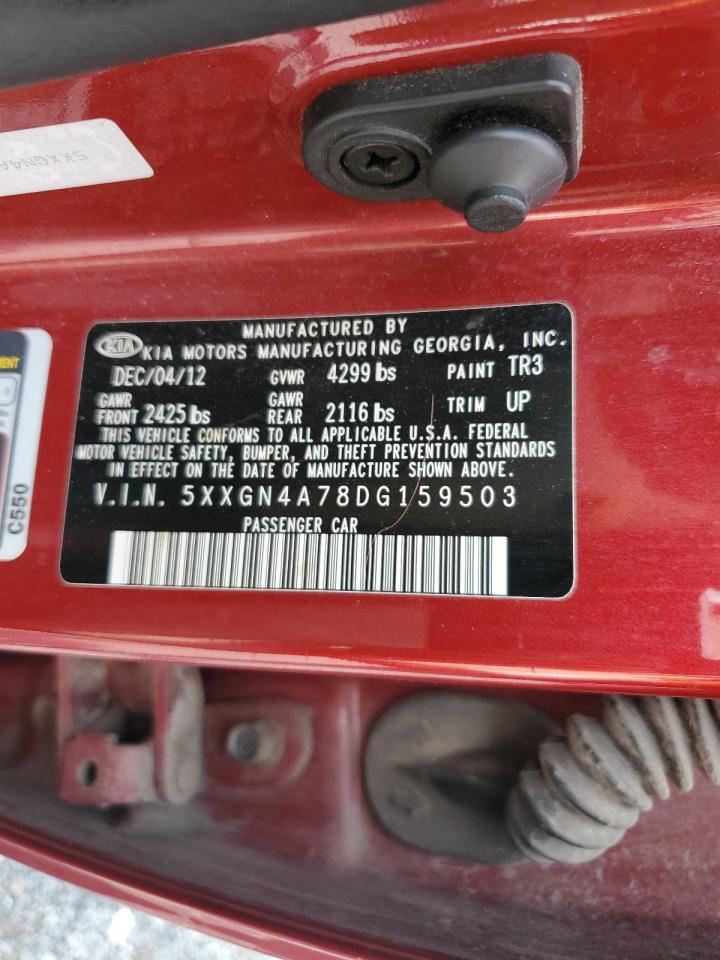 5XXGN4A
MANUFACTURED BY
KIA KIA MOTORS MANUFACTURING GEORGIA, INC.
DEC/04/12 GVWR 4299 lbs PAINT TR3
GAWR FRONT 2425 lbs GAWR REAR 2116 lbs TRIM UP
THIS VEHICLE CONFORMS TO ALL APPLICABLE U.S.A. FEDERAL
MOTOR VEHICLE SAFETY, BUMPER, AND THEFT PREVENTION STANDARDS
IN EFFECT ON THE DATE OF MANUFACTURE SHOWN ABOVE.
V.I.N. 5XXGN4A78DG159503
PASSENGER CAR
C550